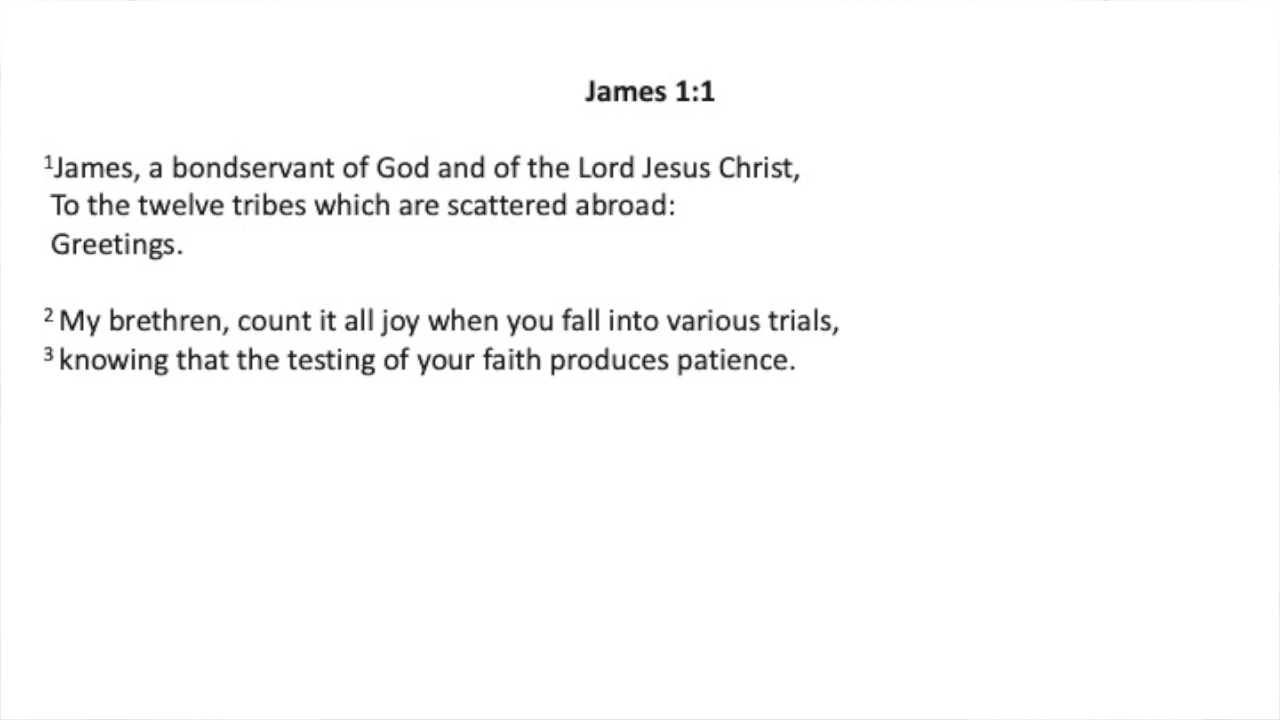 James 1:1
¹James, a bondservant of God and of the Lord Jesus Christ,
To the twelve tribes which are scattered abroad:
Greetings.
² My brethren, count it all joy when you fall into various trials,
³ knowing that the testing of your faith produces patience.